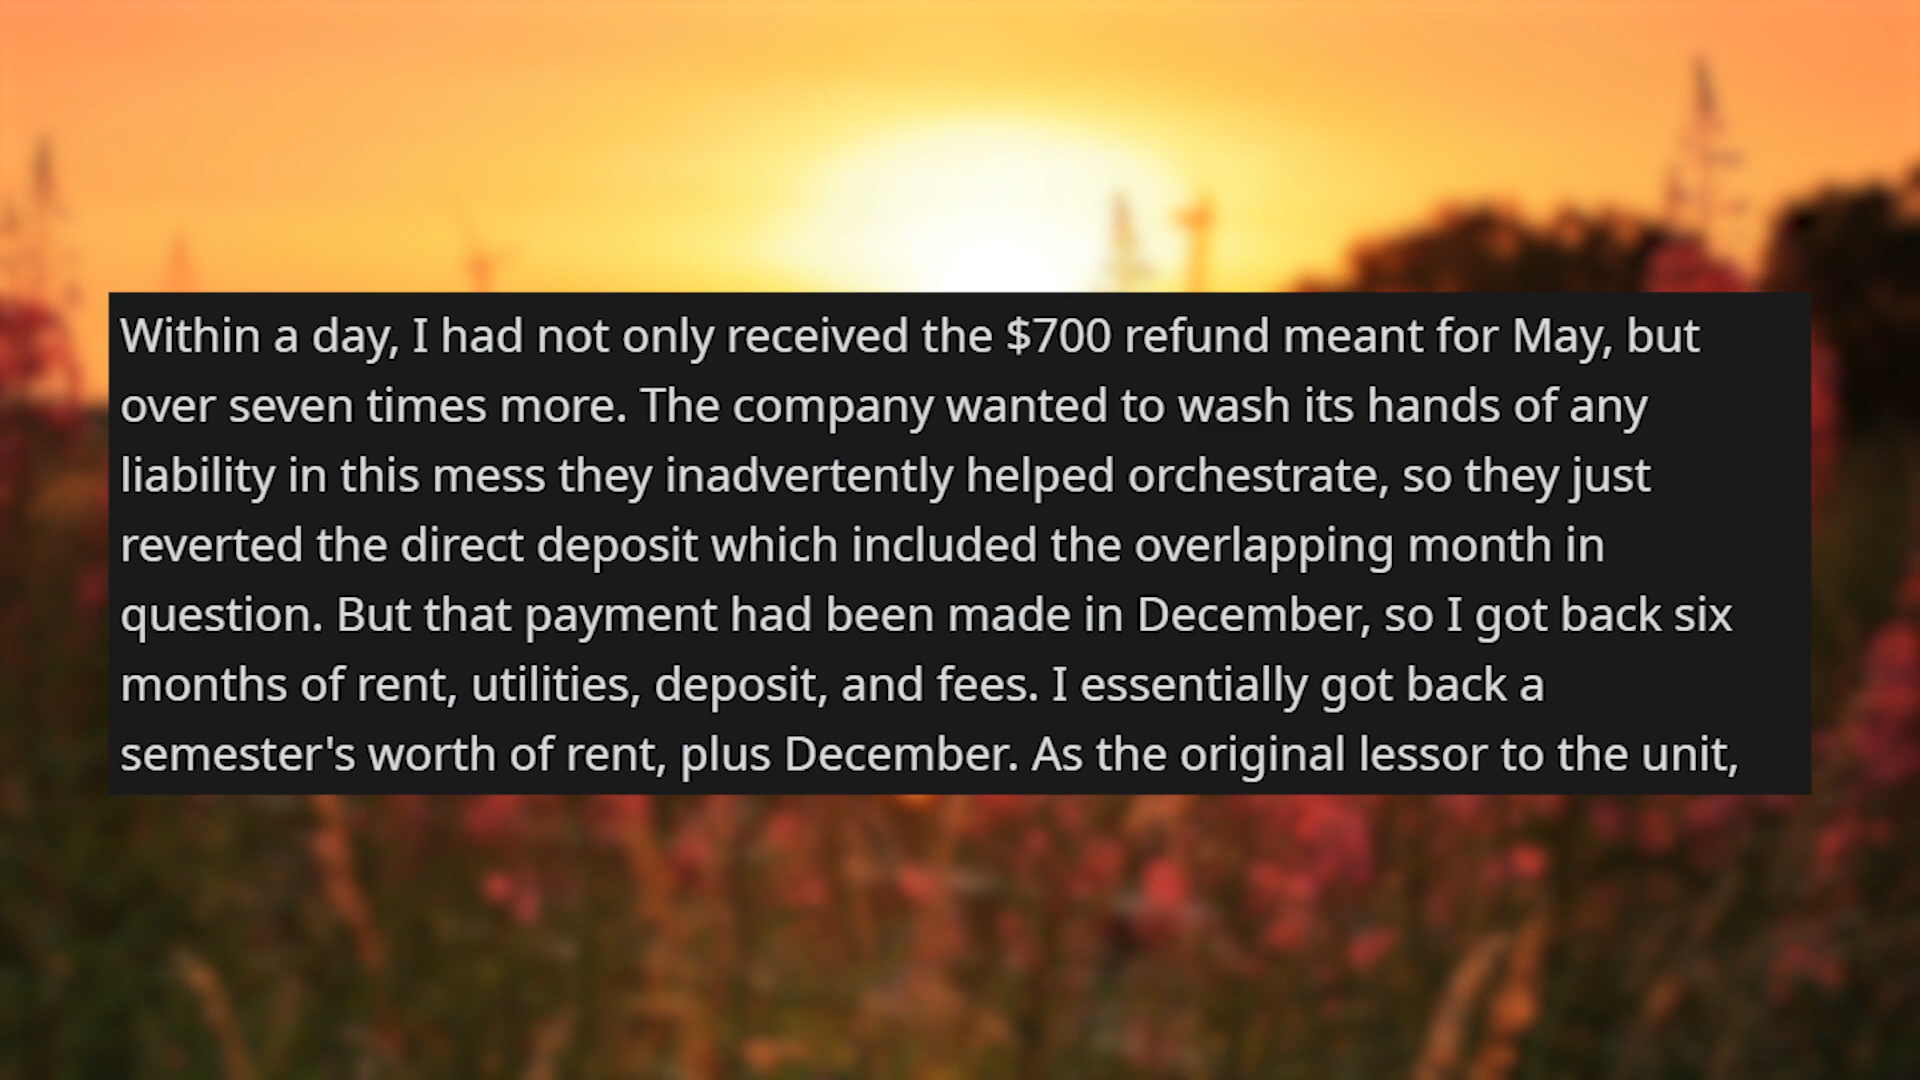 Within a day, I had not only received the $700 refund meant for May, but
over seven times more. The company wanted to wash its hands of any
liability in this mess they inadvertently helped orchestrate, so they just
reverted the direct deposit which included the overlapping month in
question. But that payment had been made in December, so I got back six
months of rent, utilities, deposit, and fees. I essentially got back a
semester's worth of rent, plus December. As the original lessor to the unit,